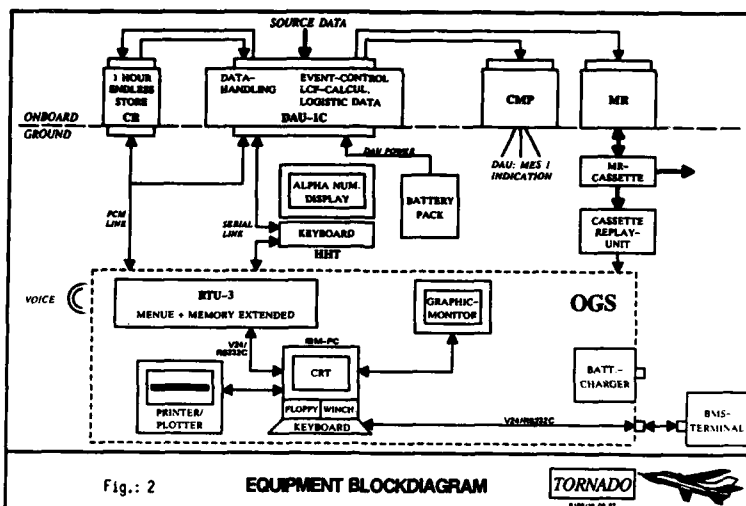 SOURCE DATA
1 HOUR
ENDLESS
STORE
CR
DATA-
HANDLING
EVENT-CONTROL
LCF-CALCUL.
LOGISTIC DATA
DAU-1C
CMP
MR
ONBOARD
GROUND
DAU POWER
DAU: MES 1
INDICATION
MR-
CASSETTE
ALPHA NUM.
DISPLAY
BATTERY
PACK
PCM
LINE
SERIAL
LINE
KEYBOARD
HHT
CASSETTE
REPLAY-
UNIT
VOICE
RTU-3
MENUE + MEMORY EXTENDED
GRAPHIC-
MONITOR
OGS
V24/
RS232C
IBM-PC
CRT
BATT.-
CHARGER
PRINTER/
PLOTTER
FLOPPY
WINCH
KEYBOARD
V24/RS232C
BMS-
TERMINAL
Fig.: 2
EQUIPMENT BLOCKDIAGRAM
TORNADO